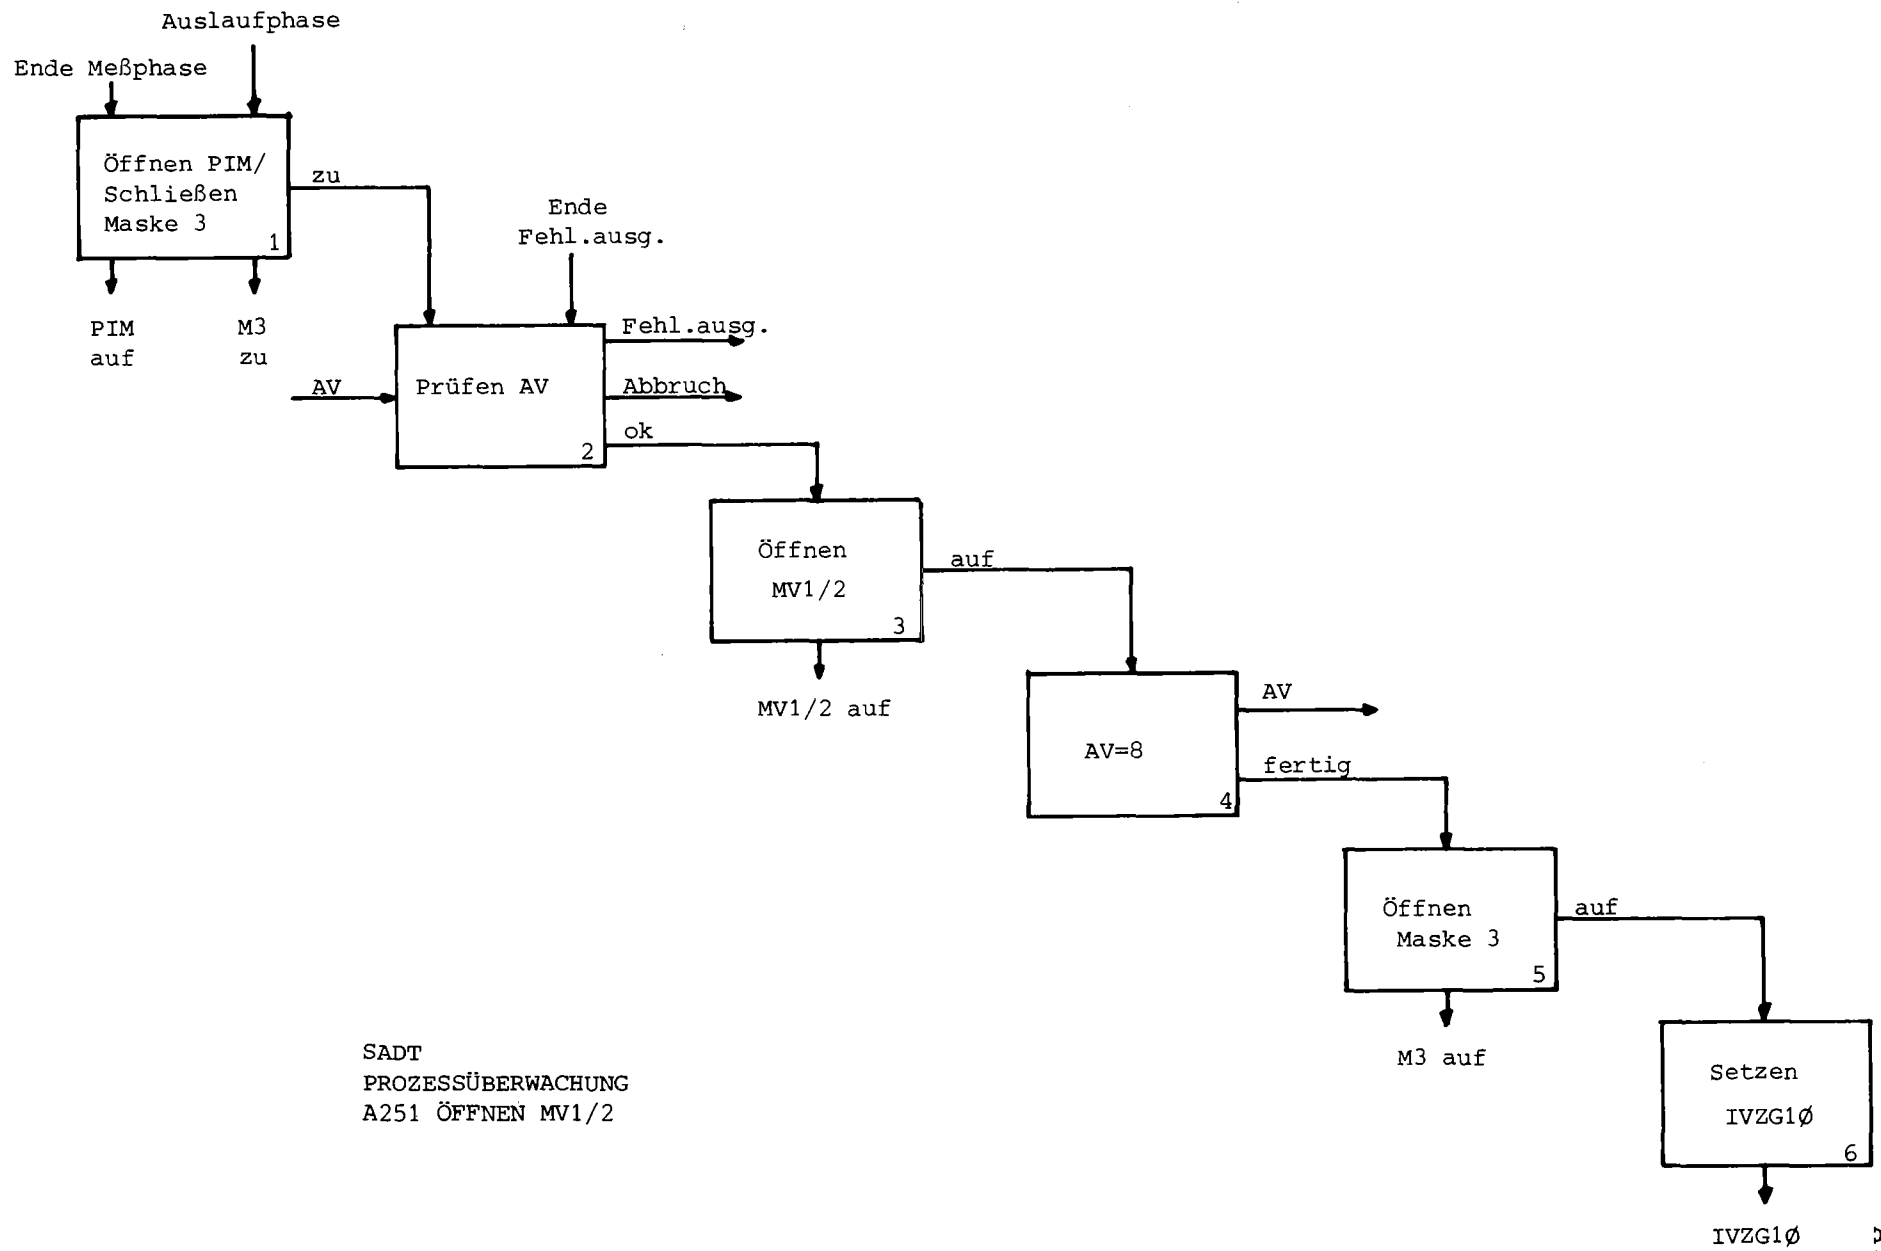 Auslaufphase
Ende Meßphase
Öffnen PIM/
Schließen
Maske 3
1
zu
PIM
auf
M3
zu
Ende
Fehl.ausg.
AV
Prüfen AV
2
Fehl.ausg.
Abbruch
ok
Öffnen
MV1/2
3
auf
MV1/2 auf
AV=8
4
AV
fertig
Öffnen
Maske 3
5
auf
M3 auf
Setzen
IVZG1Ø
6
IVZG1Ø
SADT
PROZESSÜBERWACHUNG
A251 ÖFFNEN MV1/2